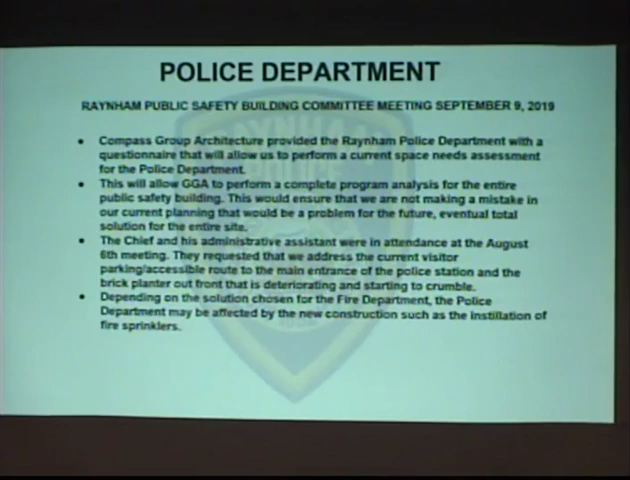 POLICE DEPARTMENT
RAYNHAM PUBLIC SAFETY BUILDING COMMITTEE MEETING SEPTEMBER 9, 2019
• Compass Group Architecture provided the Raynham Police Department with a
questionnaire that will allow us to perform a current space needs assessment
for the Police Department.
• This will allow GGA to perform a complete program analysis for the entire
public safety building. This would ensure that we are not making a mistake in
our current planning that would be a problem for the future, eventual total
solution for the entire site.
• The Chief and his administrative assistant were in attendance at the August
6th meeting. They requested that we address the current visitor
parking/accessible route to the main entrance of the police station and the
brick planter out front that is deteriorating and starting to crumble.
• Depending on the solution chosen for the Fire Department, the Police
Department may be affected by the new construction such as the instillation of
fire sprinklers.
RAYNHAM
POLICE